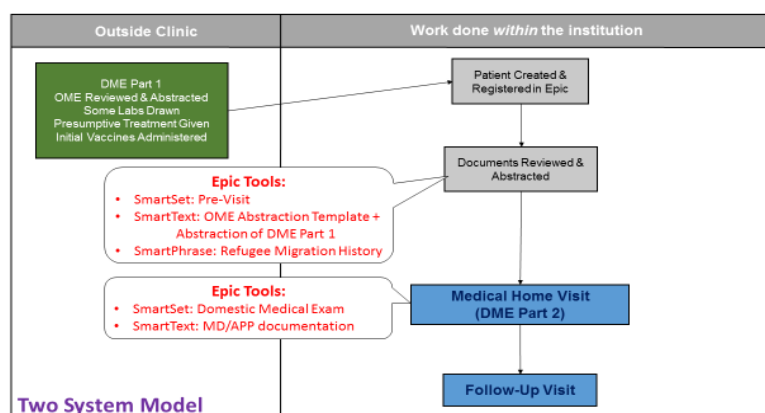 Outside Clinic
Work done within the institution
DME Part 1
OME Reviewed & Abstracted
Some Labs Drawn
Presumptive Treatment Given
Initial Vaccines Administered
Patient Created &
Registered in Epic
Documents Reviewed &
Abstracted
Epic Tools:
• SmartSet: Pre-Visit
• SmartText: OME Abstraction Template +
Abstraction of DME Part 1
• SmartPhrase: Refugee Migration History
Epic Tools:
• SmartSet: Domestic Medical Exam
• SmartText: MD/APP documentation
Medical Home Visit
(DME Part 2)
Follow-Up Visit
Two System Model